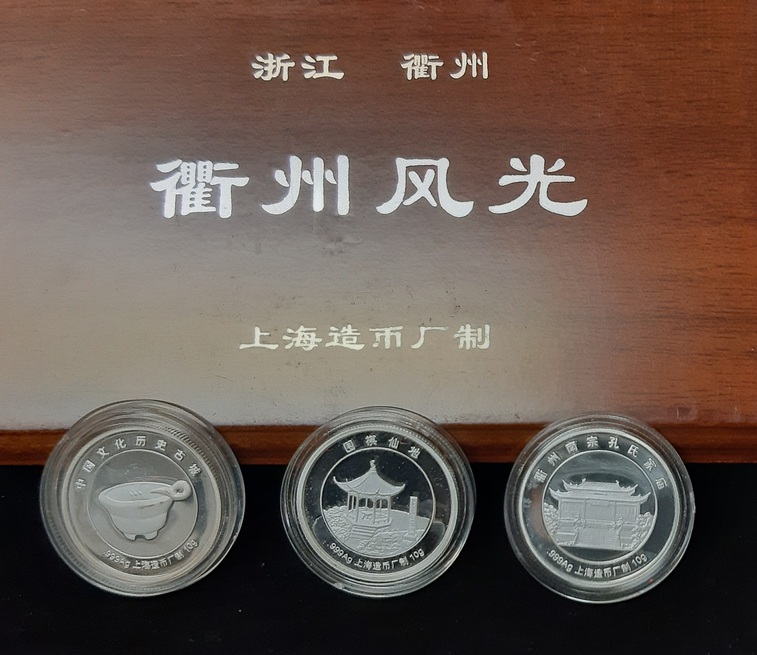 浙江 衢州
衢州风光
上海造币厂制
中国文化历史古城
.999Ag 上海造币厂制 10g
围棋仙地
.999Ag 上海造币厂制 10g
衢州南宗孔氏家庙
.999Ag 上海造币厂制 10g